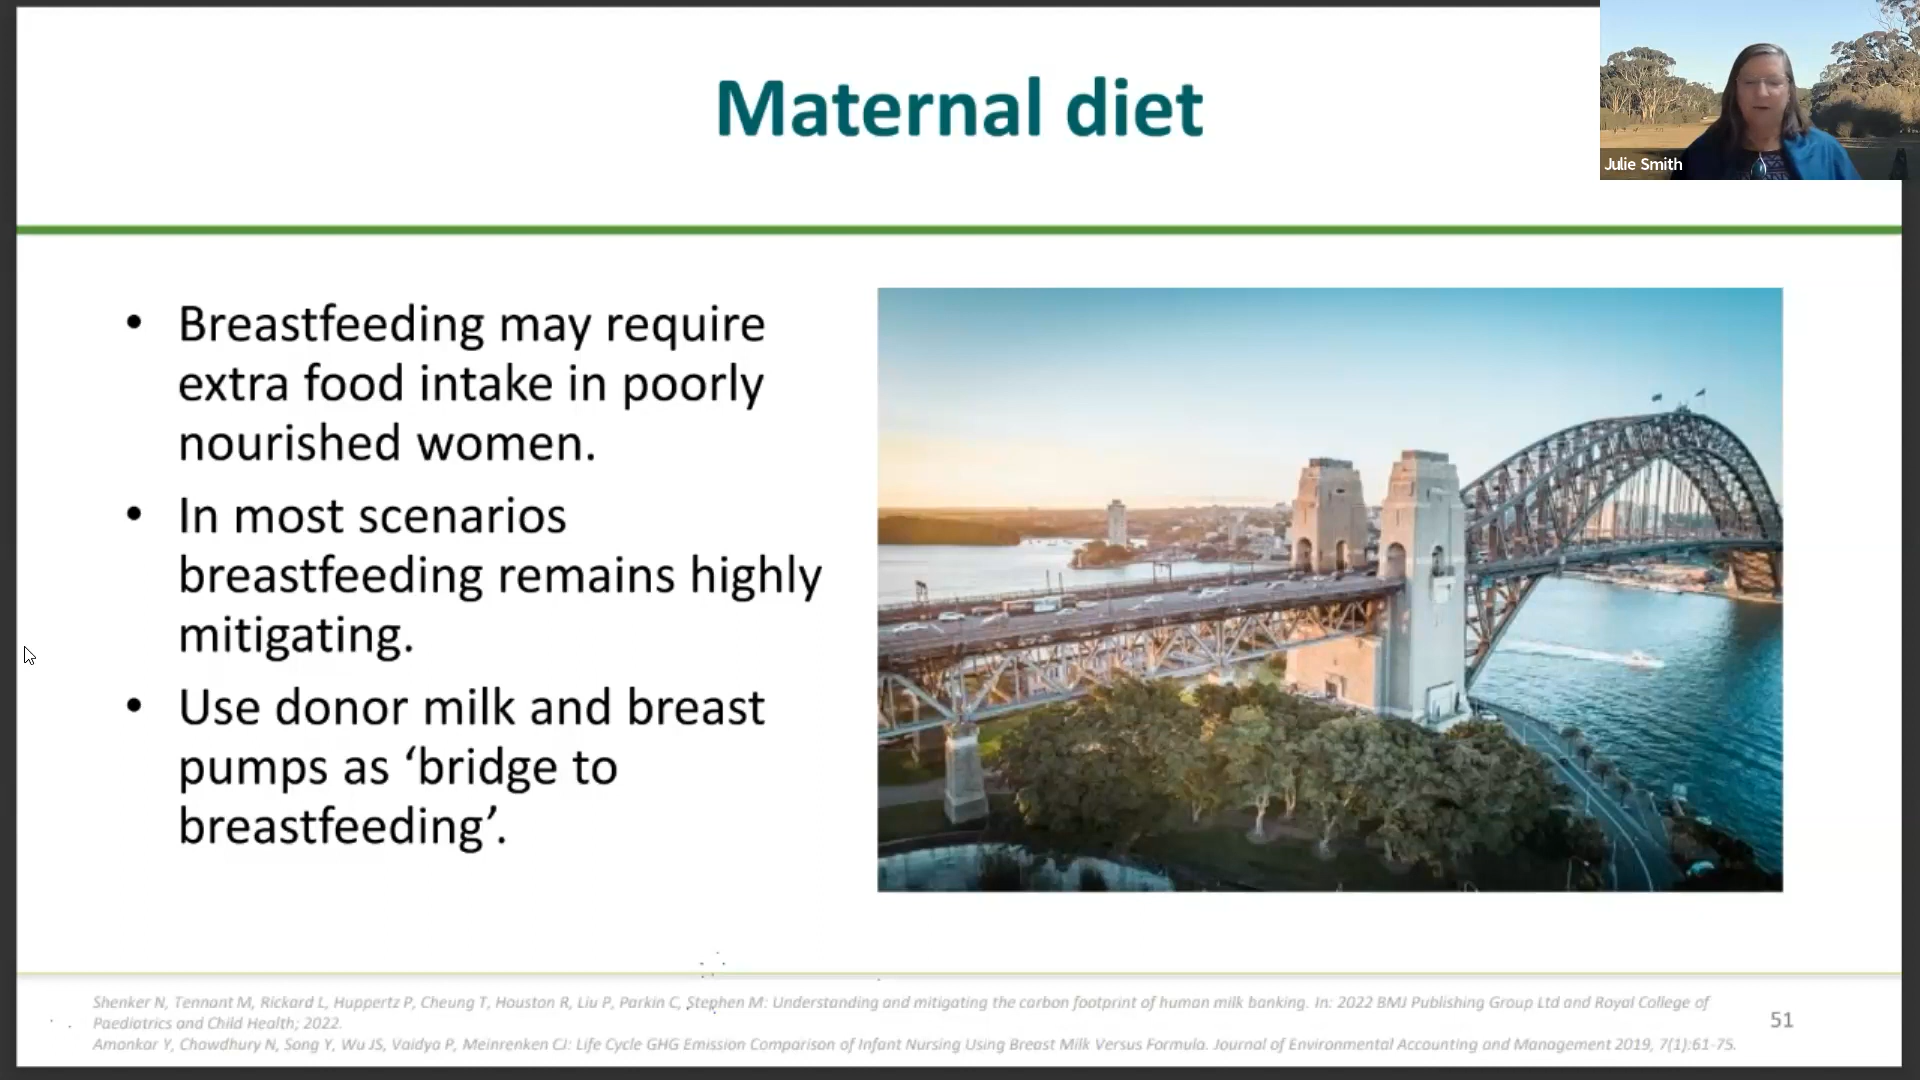 Maternal diet
Julie Smith
• Breastfeeding may require
extra food intake in poorly
nourished women.
• In most scenarios
breastfeeding remains highly
mitigating.
• Use donor milk and breast
pumps as ‘bridge to
breastfeeding’.
Shenker N, Tennant M, Rickard L, Huppertz P, Cheung T, Houston R, Liu P, Parkin C, Stephen M: Understanding and mitigating the carbon footprint of human milk banking. In: 2022 BMJ Publishing Group Ltd and Royal College of
Paediatrics and Child Health; 2022.
Amonkar Y, Chowdhury N, Song Y, Wu JS, Vaidya P, Meinrenken CJ: Life Cycle GHG Emission Comparison of Infant Nursing Using Breast Milk Versus Formula. Journal of Environmental Accounting and Management 2019, 7(1):61-75.
51